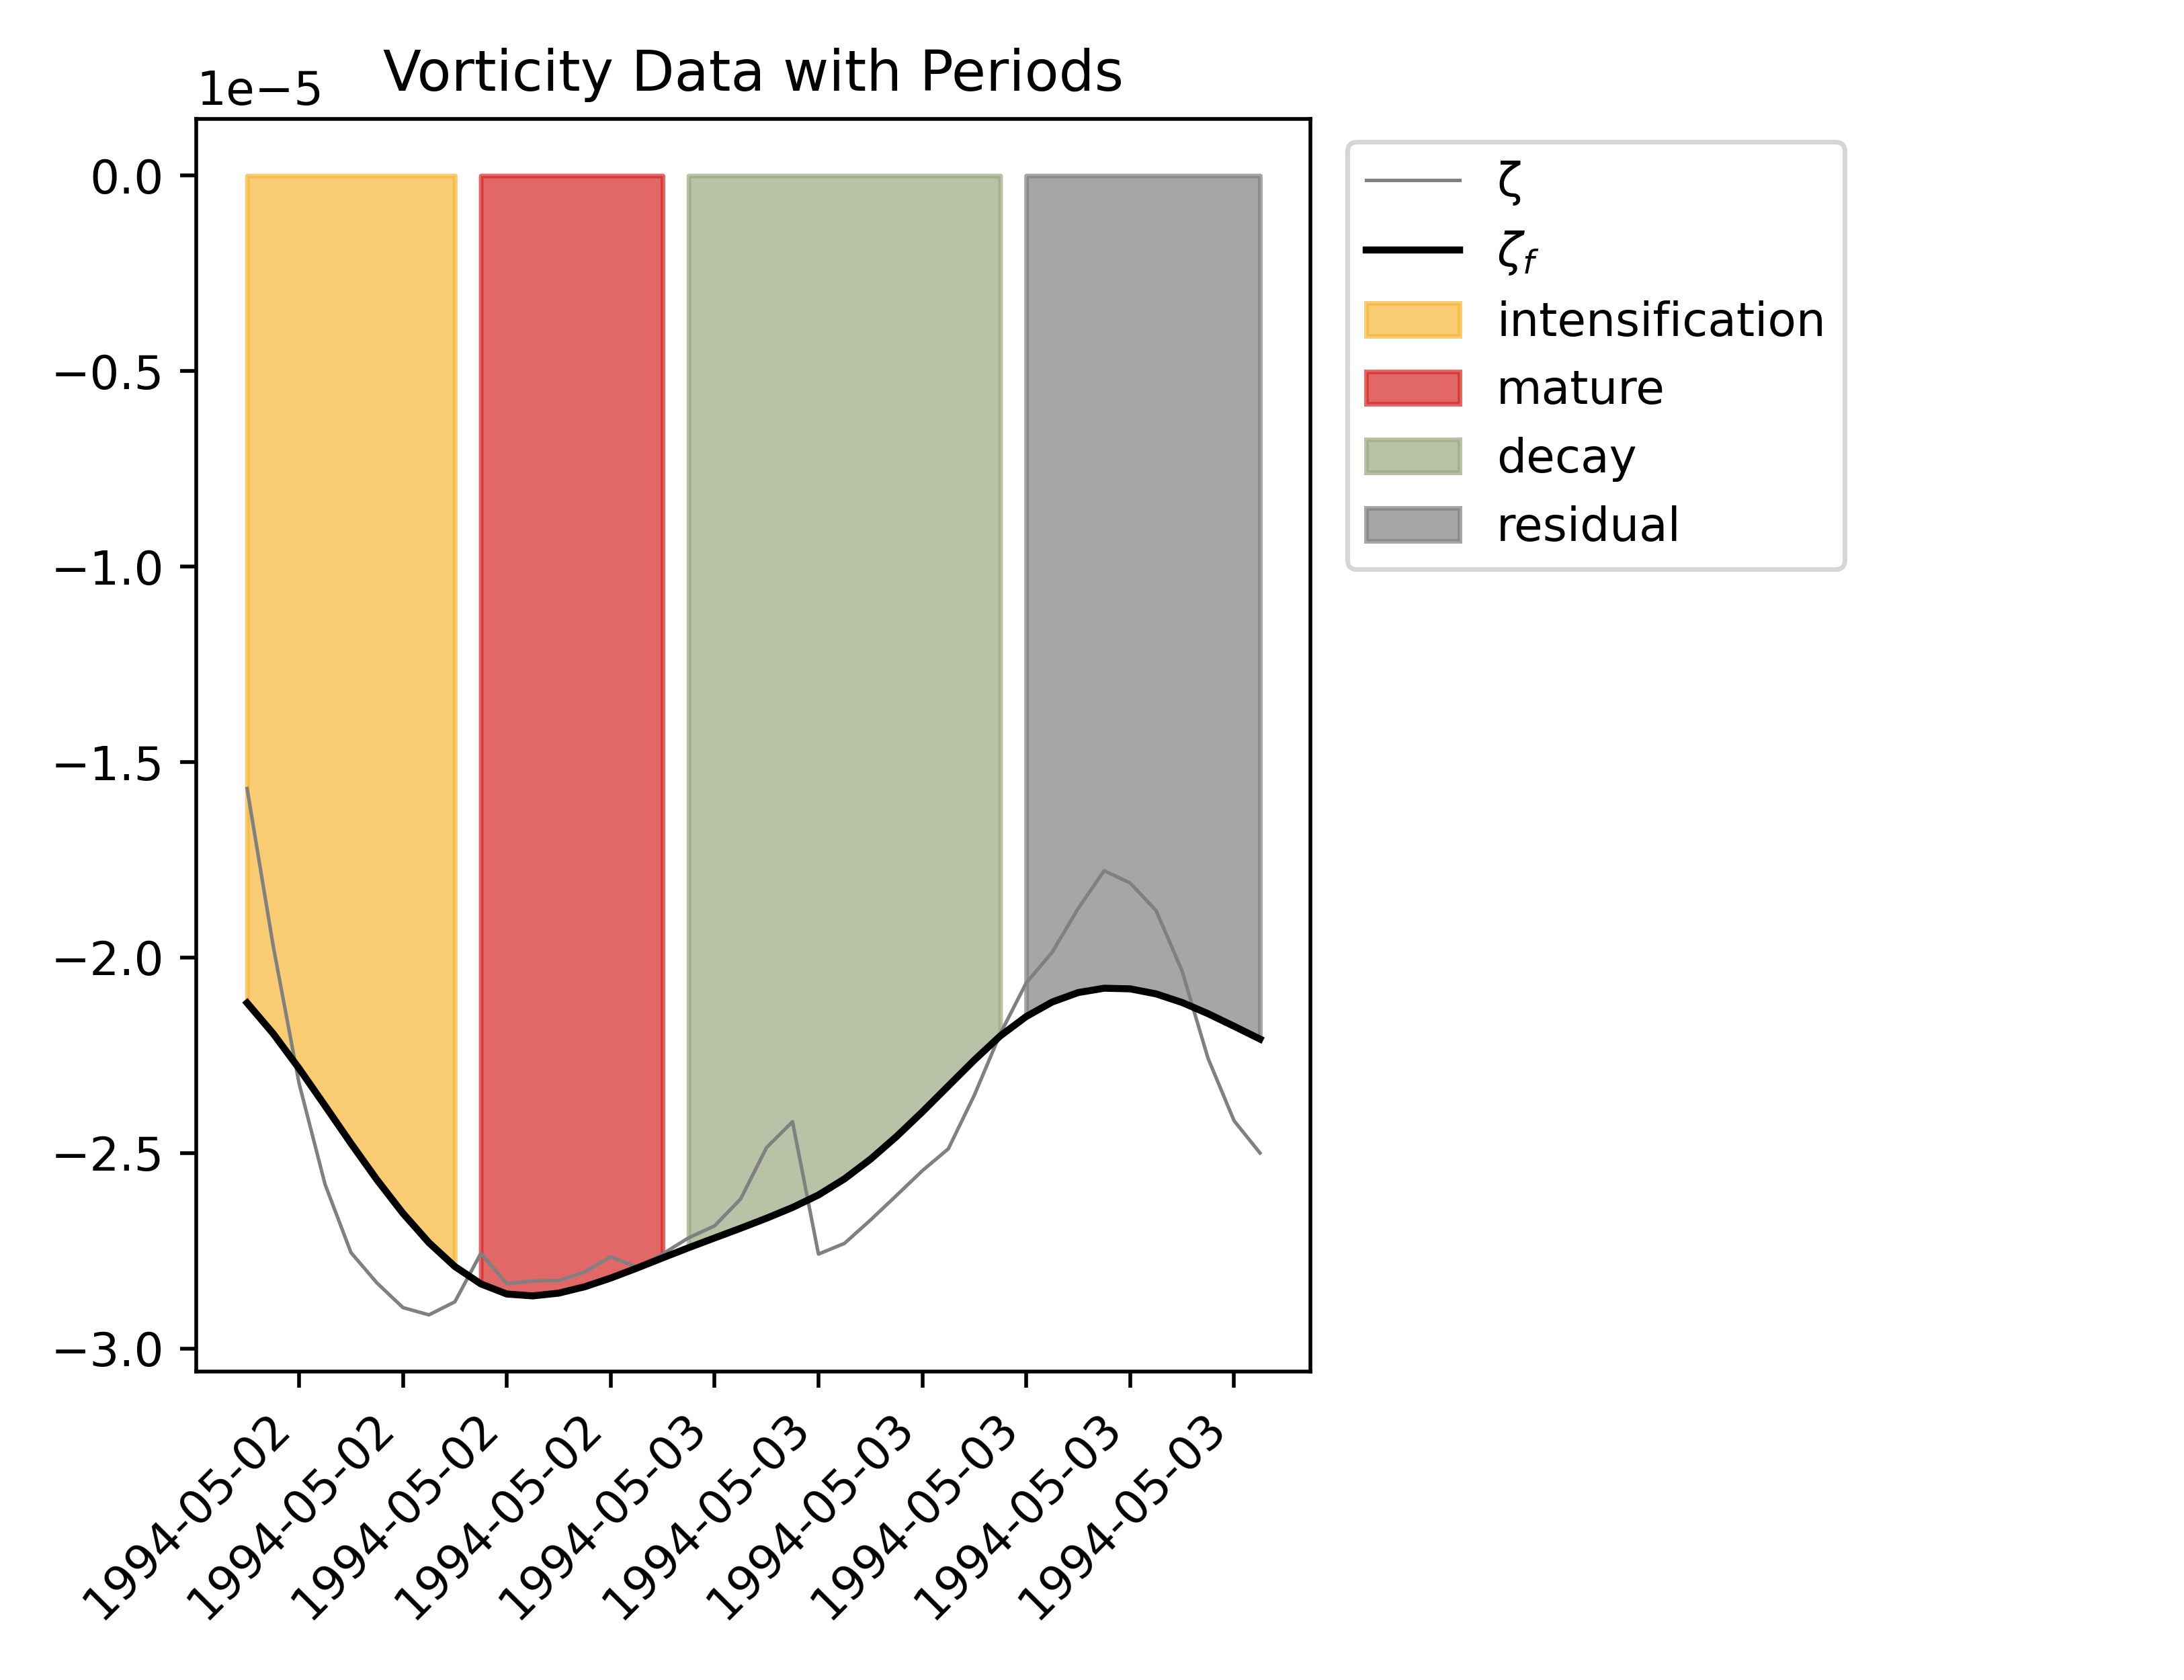 Vorticity Data with Periods
1e−5
0.0
−0.5
−1.0
−1.5
−2.0
−2.5
−3.0
1994-05-02
1994-05-02
1994-05-02
1994-05-02
1994-05-03
1994-05-03
1994-05-03
1994-05-03
1994-05-03
1994-05-03
ζ
ζf
intensification
mature
decay
residual